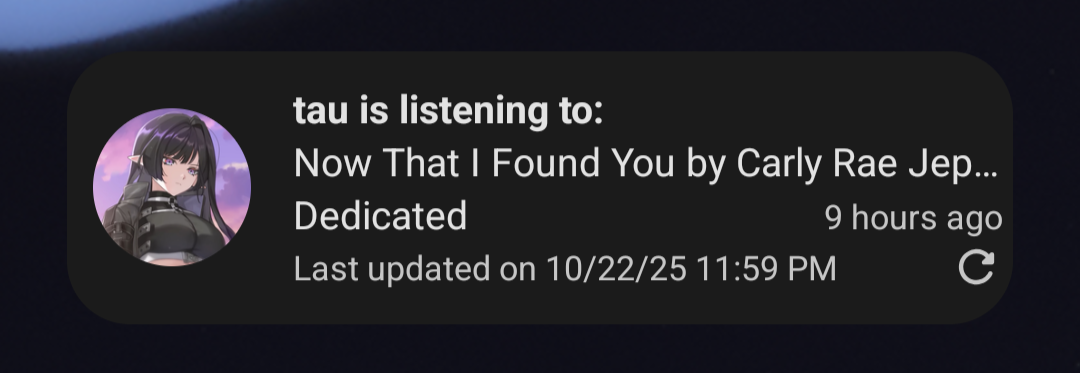 tau is listening to:
Now That I Found You by Carly Rae Jep…
Dedicated
9 hours ago
Last updated on 10/22/25 11:59 PM